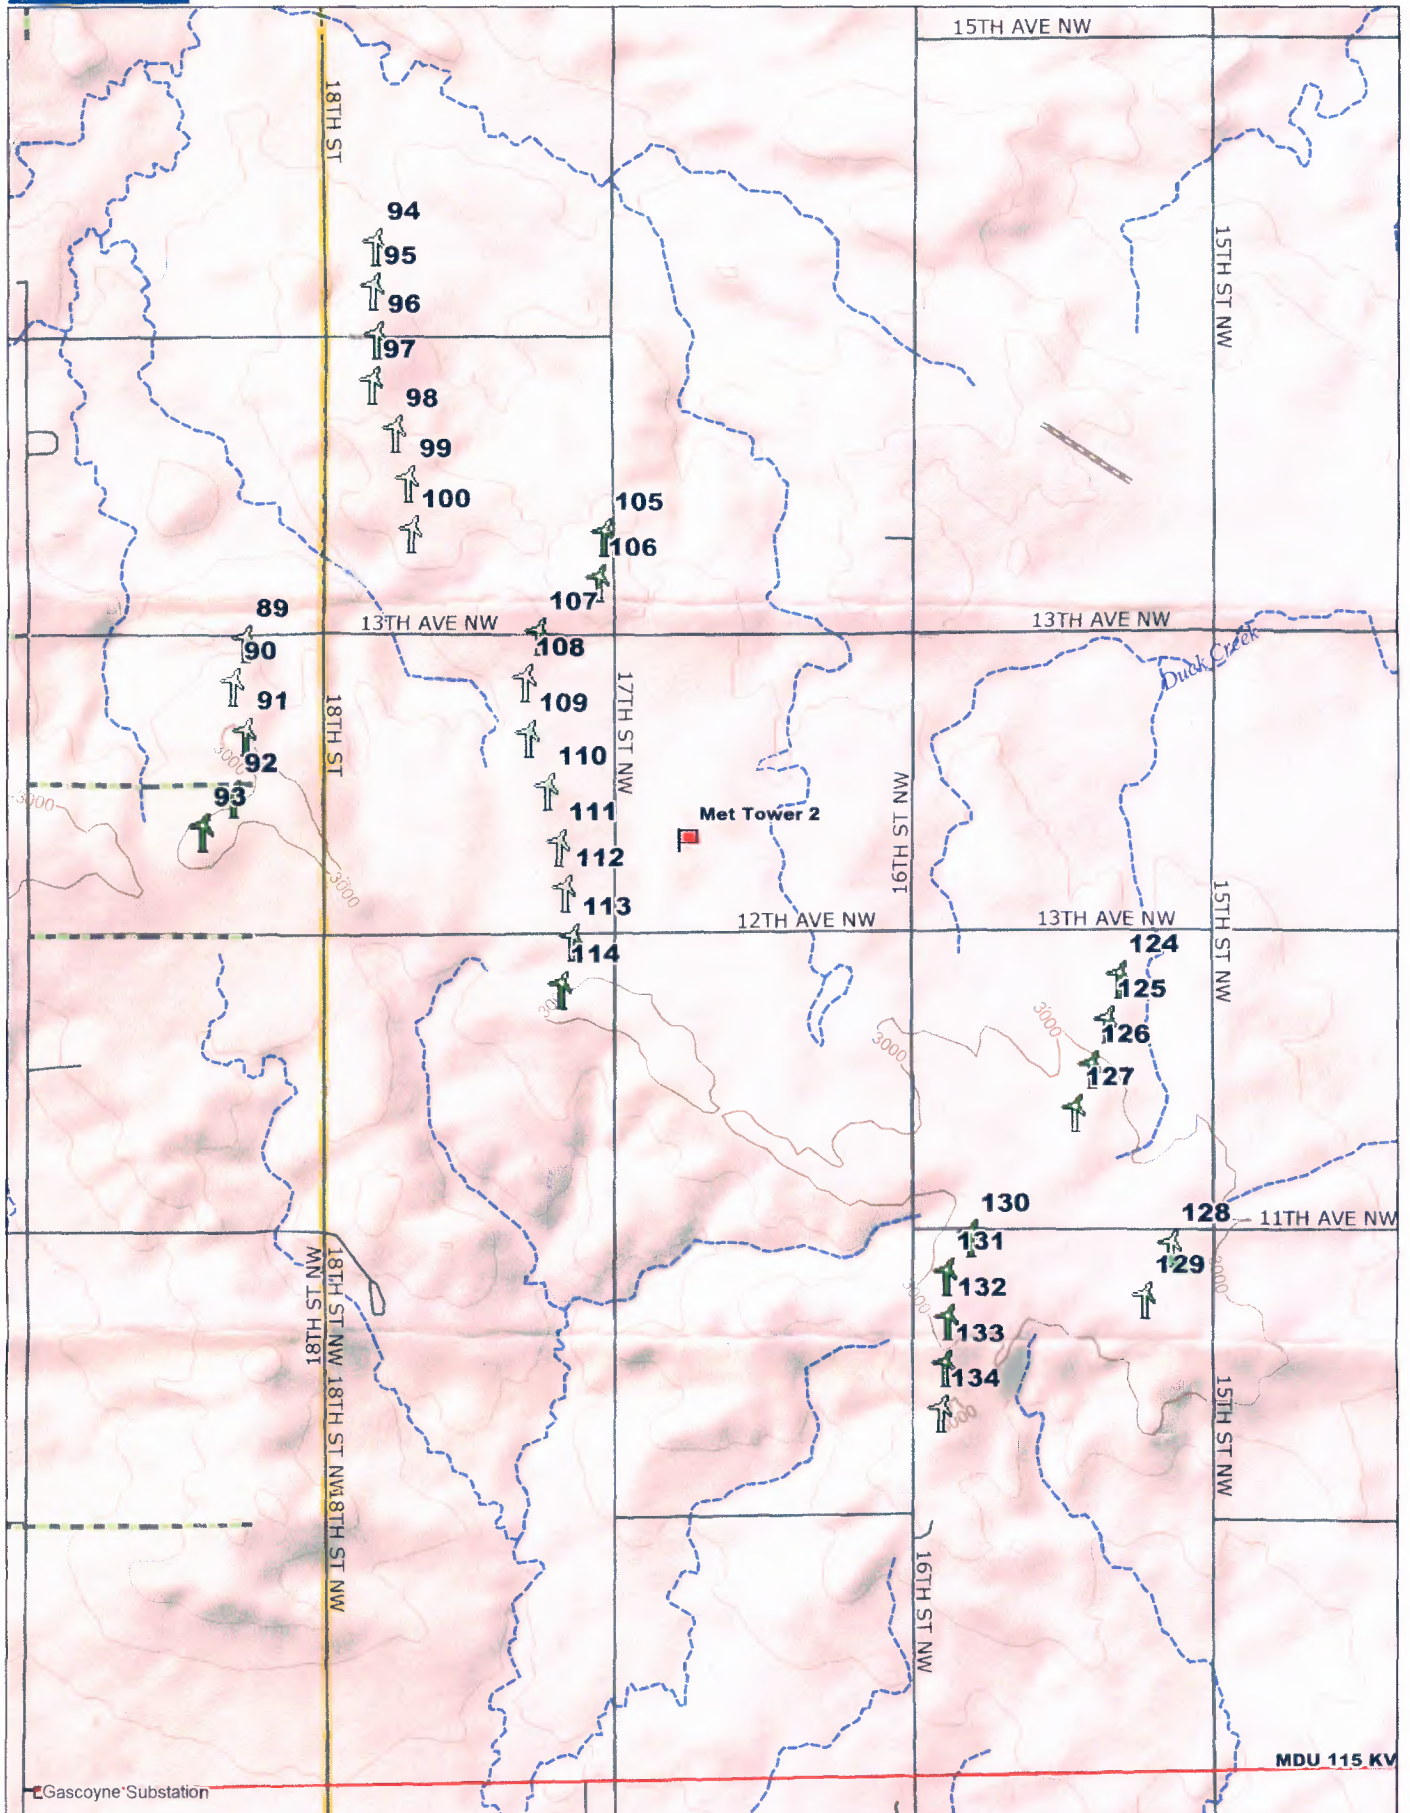 15TH AVE NW
18TH ST
94
95
15TH ST NW
96
97
98
99
100
105
106
107
89
13TH AVE NW
13TH AVE NW
90
108
Duck Creek
91
109
17TH ST NW
18TH ST
3000
92
110
16TH ST NW
3000
93
111
Met Tower 2
112
3000
113
12TH AVE NW
13TH AVE NW
15TH ST NW
124
114
125
3000
3000
126
127
130
128
11TH AVE NW
131
129
3000
132
3000
18TH ST NW
18TH ST NW
133
134
18TH ST NW
15TH ST NW
18TH ST NW
16TH ST NW
MDU 115 KV
Gascoyne Substation